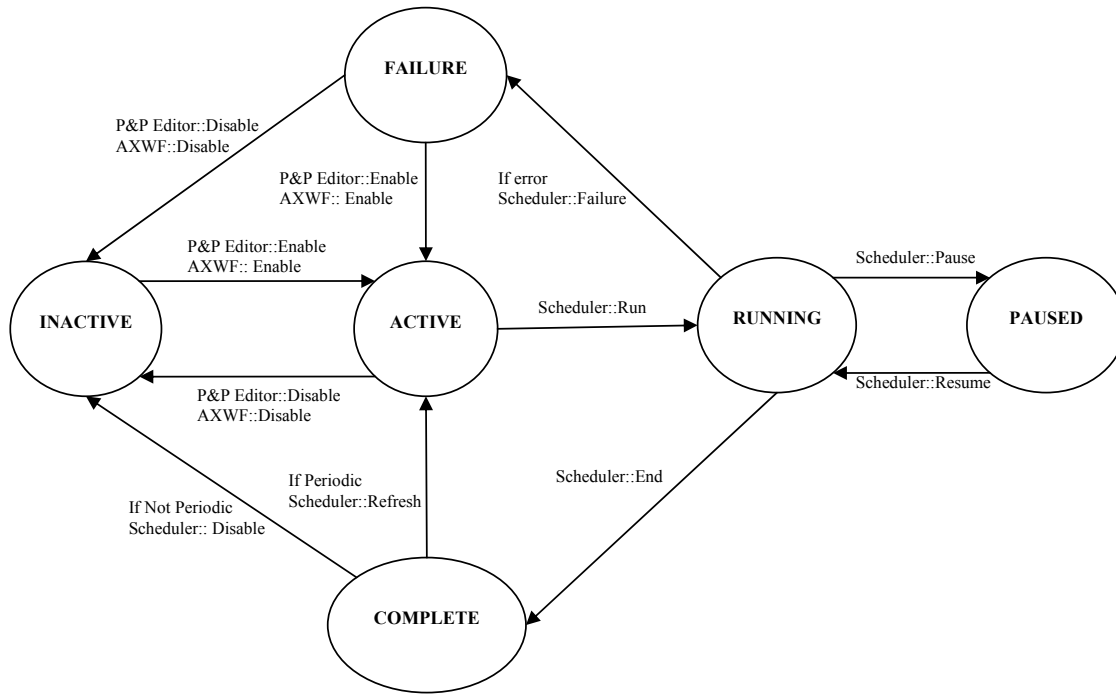 FAILURE
P&P Editor::Disable
AXWF::Disable
P&P Editor::Enable
AXWF:: Enable
If error
Scheduler::Failure
P&P Editor::Enable
AXWF:: Enable
Scheduler::Pause
INACTIVE
ACTIVE
Scheduler::Run
RUNNING
PAUSED
P&P Editor::Disable
AXWF::Disable
Scheduler::Resume
If Not Periodic
Scheduler:: Disable
If Periodic
Scheduler::Refresh
Scheduler::End
COMPLETE